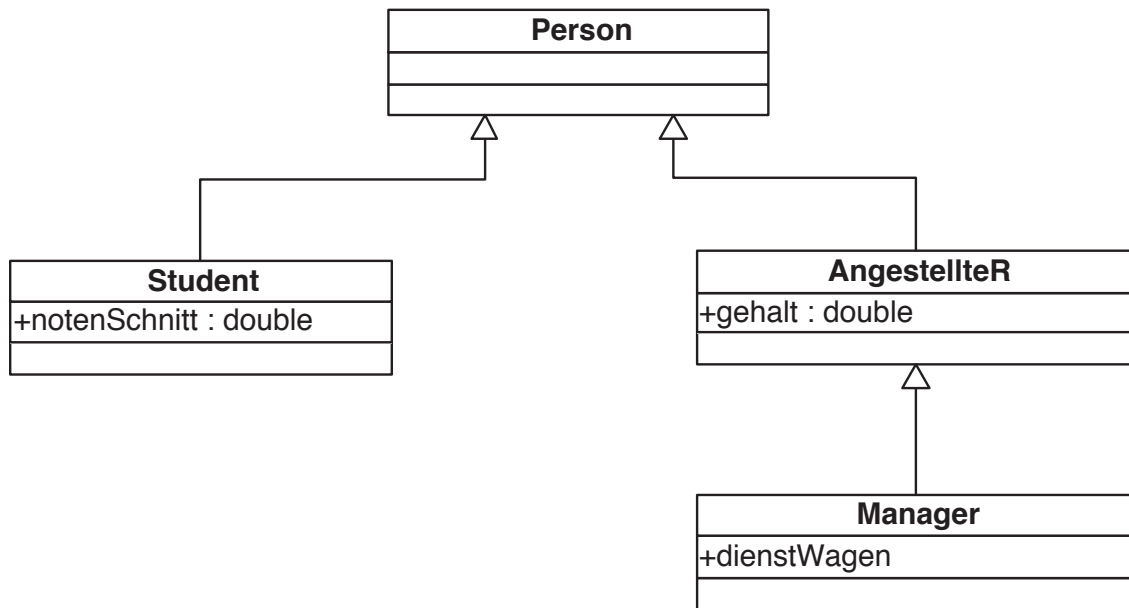 Person
Student
+notenSchnitt : double
AngestellteR
+gehalt : double
Manager
+dienstWagen